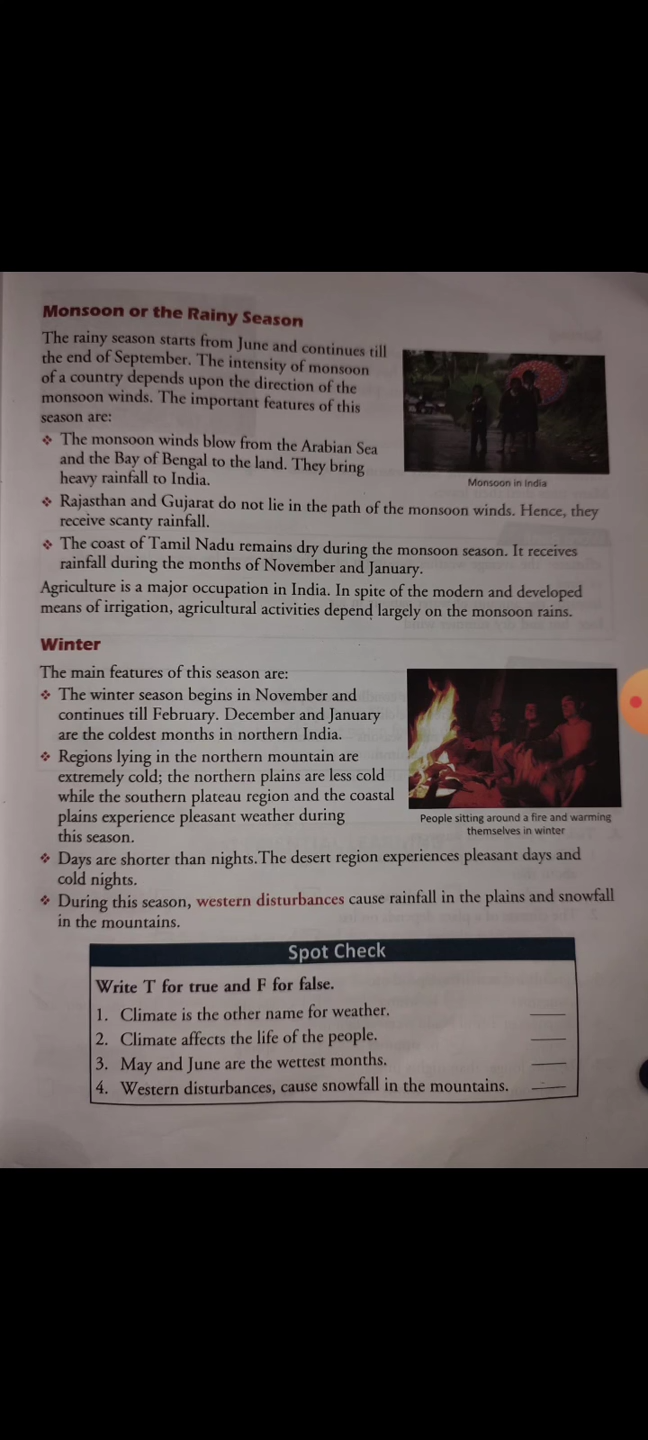 Monsoon or the Rainy Season
The rainy season starts from June and continues till
the end of September. The intensity of monsoon
of a country depends upon the direction of the
monsoon winds. The important features of this
season are:
❖ The monsoon winds blow from the Arabian Sea
and the Bay of Bengal to the land. They bring
heavy rainfall to India.
Monsoon in India
❖ Rajasthan and Gujarat do not lie in the path of the monsoon winds. Hence, they
receive scanty rainfall.
❖ The coast of Tamil Nadu remains dry during the monsoon season. It receives
rainfall during the months of November and January.
Agriculture is a major occupation in India. In spite of the modern and developed
means of irrigation, agricultural activities depend largely on the monsoon rains.
Winter
The main features of this season are:
❖ The winter season begins in November and
continues till February. December and January
are the coldest months in northern India.
❖ Regions lying in the northern mountain are
extremely cold; the northern plains are less cold
while the southern plateau region and the coastal
plains experience pleasant weather during
this season.
People sitting around a fire and warming
themselves in winter
❖ Days are shorter than nights.The desert region experiences pleasant days and
cold nights.
❖ During this season, western disturbances cause rainfall in the plains and snowfall
in the mountains.
Spot Check
Write T for true and F for false.
1. Climate is the other name for weather. ____
2. Climate affects the life of the people. ____
3. May and June are the wettest months. ____
4. Western disturbances, cause snowfall in the mountains. ____